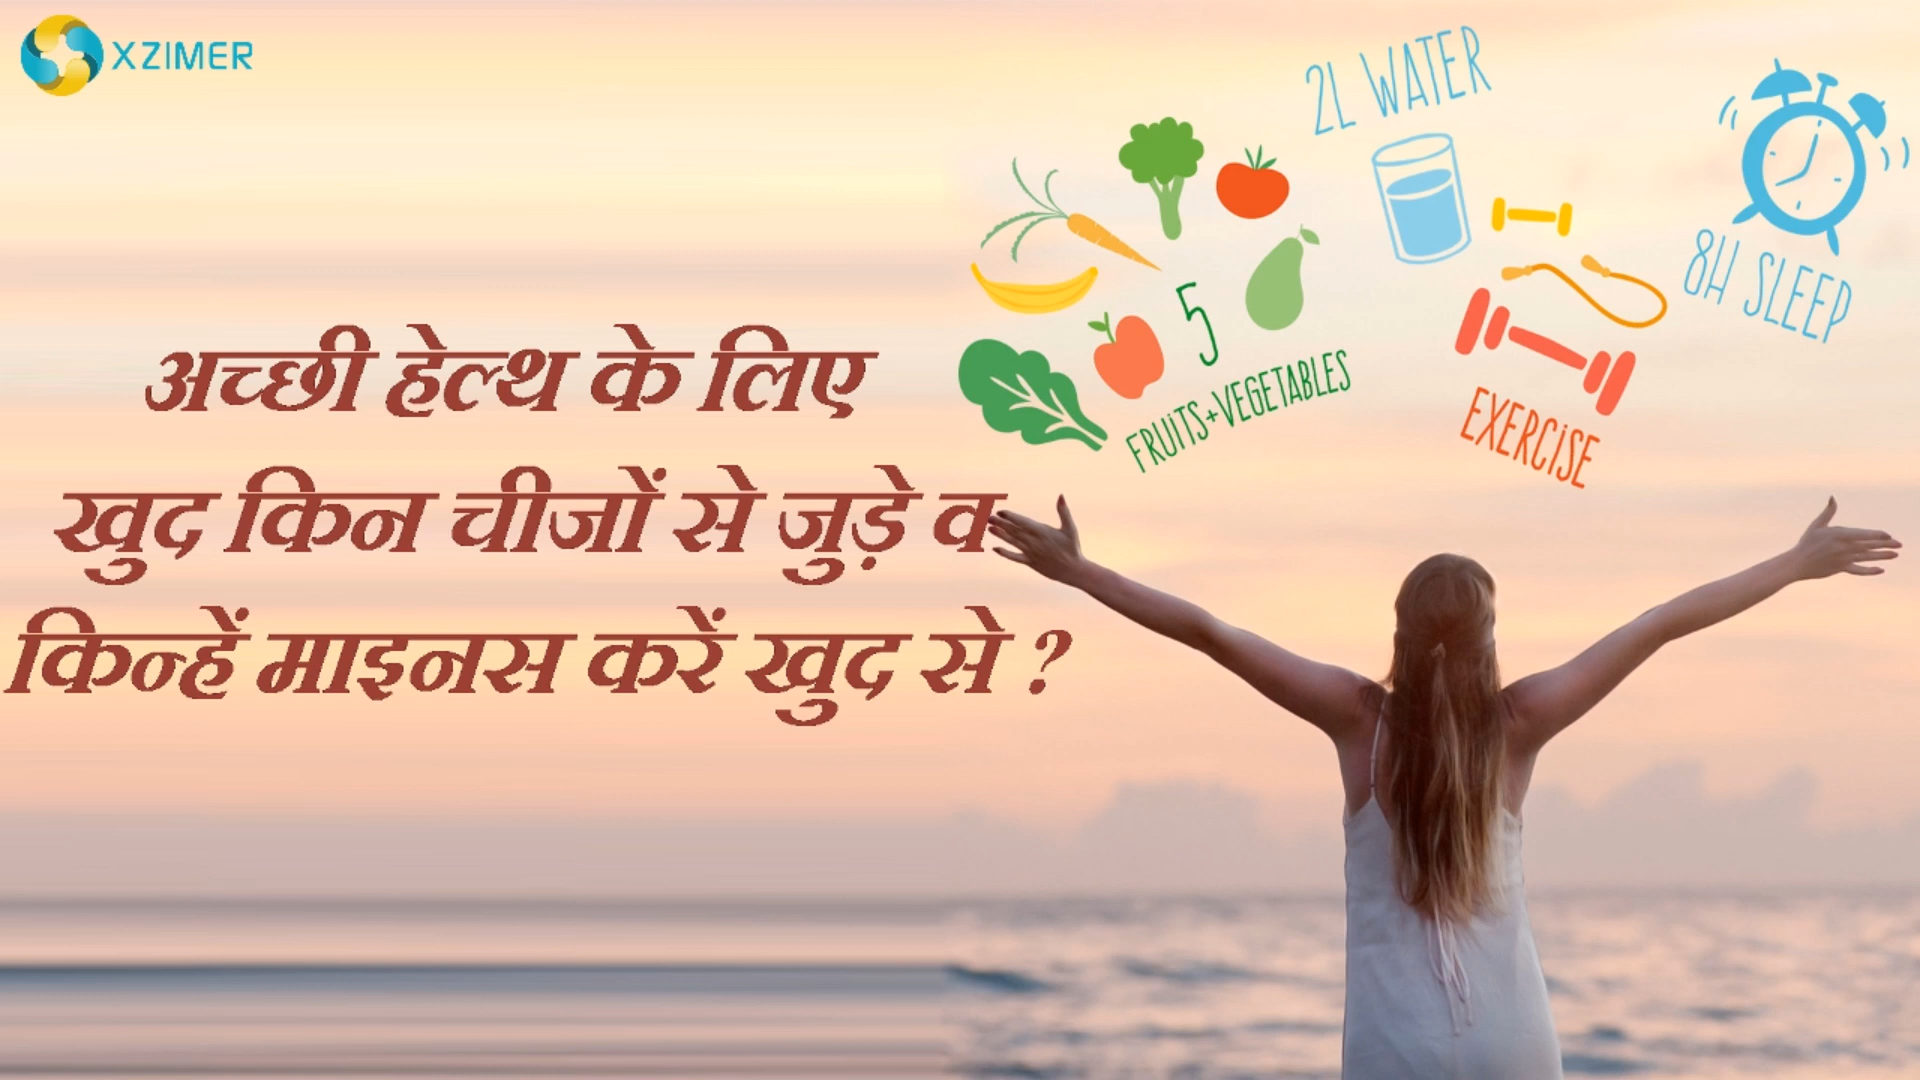 XZIMER
2L WATER
8H SLEEP
5
FRUITS+VEGETABLES
EXERCISE
अच्छी हेल्थ के लिए
खुद किन चीजों से जुड़े व
किन्हें माइनस करें खुद से ?